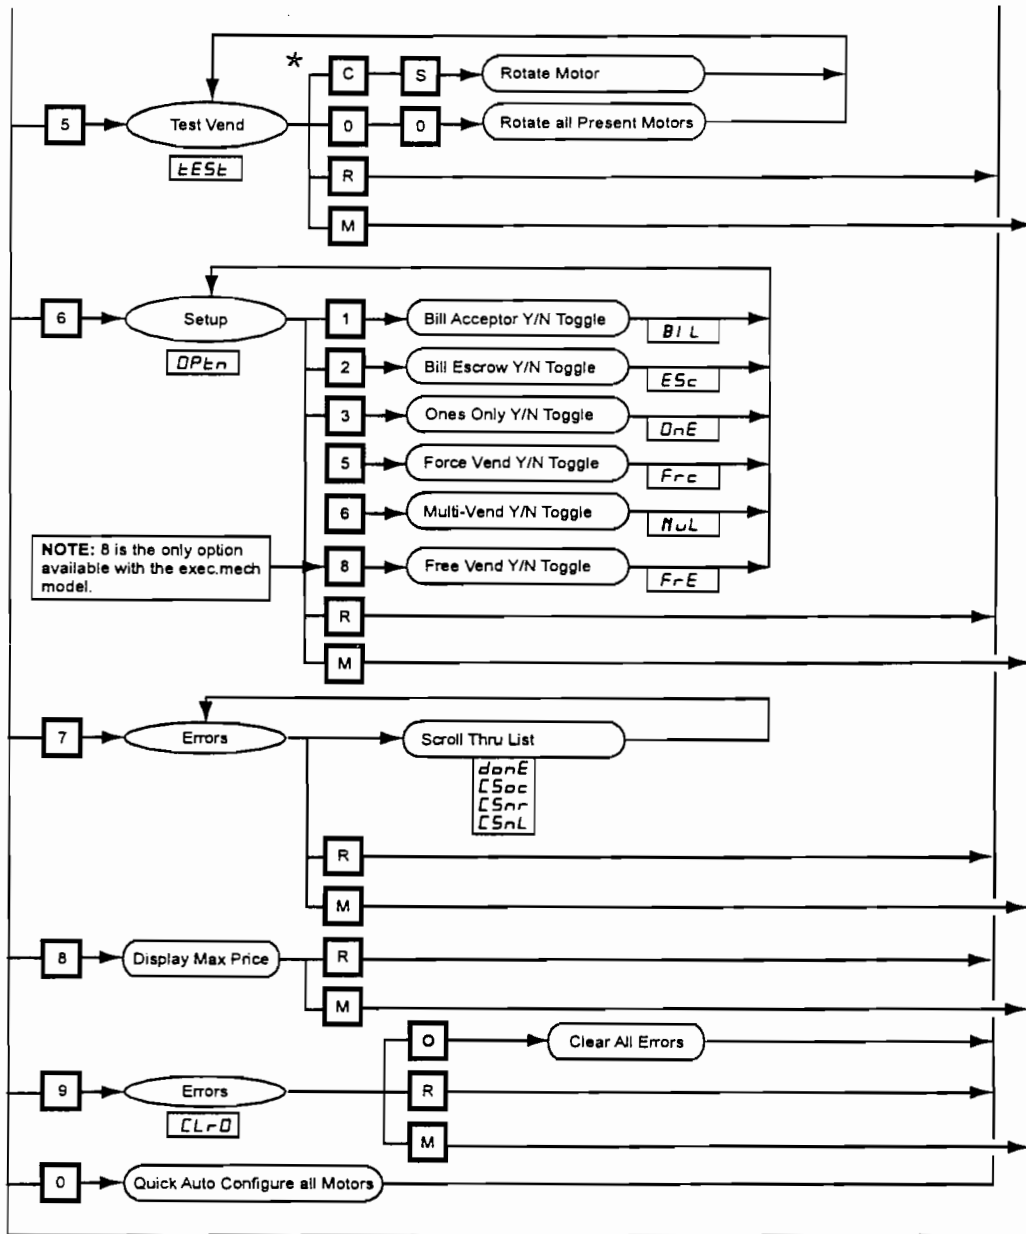 *
C S Rotate Motor
5 Test Vend 0 0 Rotate all Present Motors
tESt
R
M
6 Setup 1 Bill Acceptor Y/N Toggle BIL
OPtn
2 Bill Escrow Y/N Toggle ESc
3 Ones Only Y/N Toggle OnE
5 Force Vend Y/N Toggle Frc
6 Multi-Vend Y/N Toggle MuL
NOTE: 8 is the only option
available with the exec.mech
model.
8 Free Vend Y/N Toggle FrE
R
M
7 Errors Scroll Thru List
donE
CSoc
CSnr
CSnL
R
M
8 Display Max Price R
M
O Clear All Errors
9 Errors R
CLrO
M
0 Quick Auto Configure all Motors